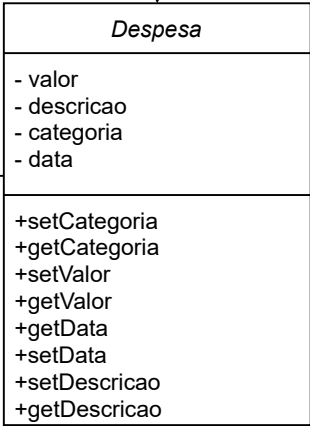 Despesa
- valor
- descricao
- categoria
- data
+setCategoria
+getCategoria
+setValor
+getValor
+getData
+setData
+setDescricao
+getDescricao